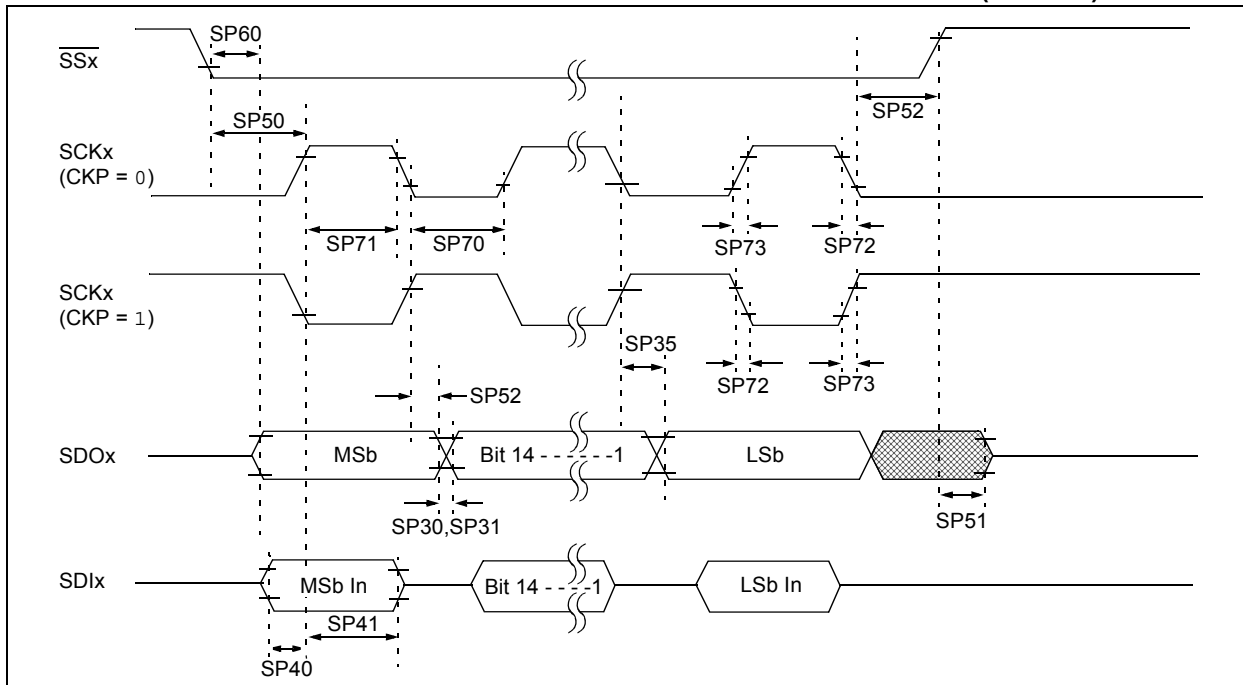 SP60
SSx
SP52
SP50
SCKx
(CKP = 0)
SP71
SP70
SP73
SP72
SCKx
(CKP = 1)
SP35
SP72
SP73
SP52
SDOx
MSb
Bit 14 - - - - - -1
LSb
SP30,SP31
SP51
SDIx
MSb In
Bit 14 - - - -1
LSb In
SP41
SP40